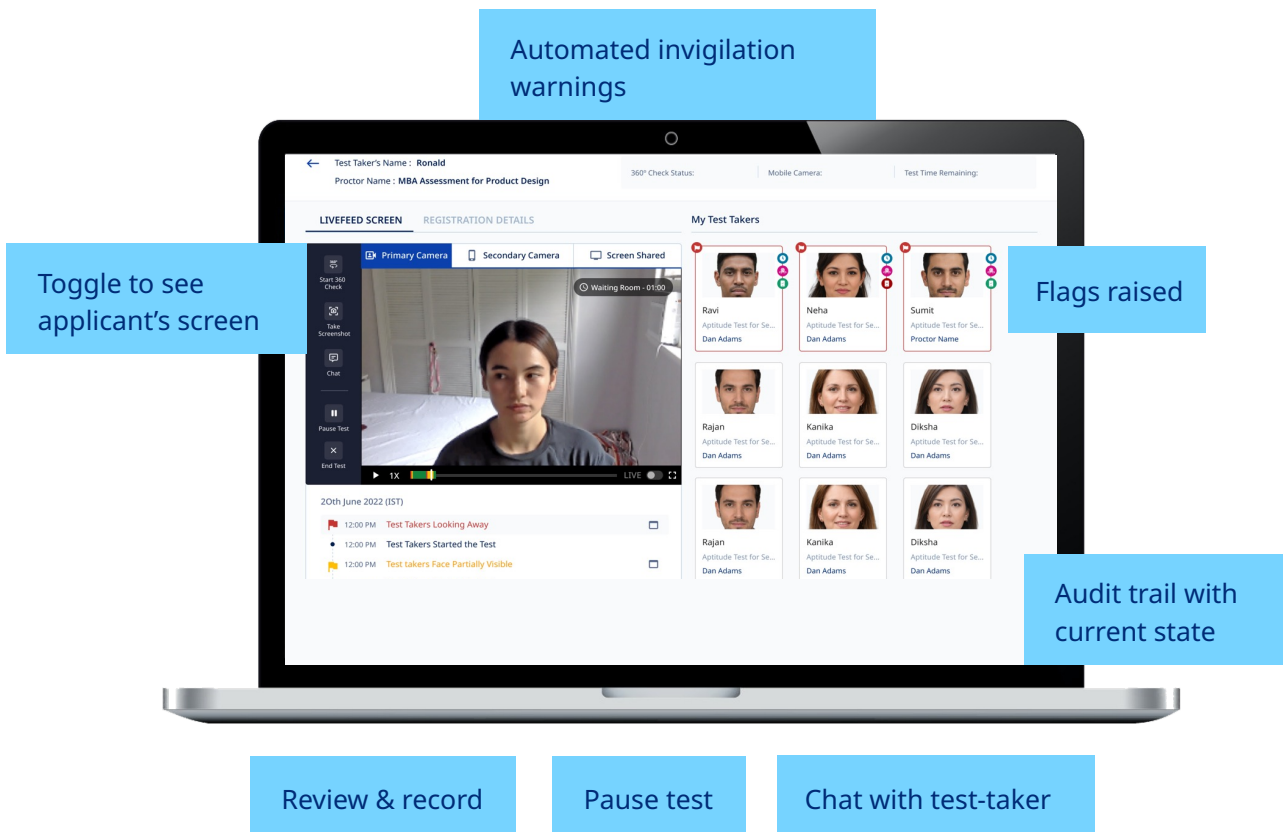 Automated invigilation
warnings
Test Taker's Name : Ronald
Proctor Name : MBA Assessment for Product Design
360° Check Status:
Mobile Camera:
Test Time Remaining:
LIVEFEED SCREEN
REGISTRATION DETAILS
My Test Takers
Toggle to see
applicant's screen
Start 360
Check
Take
Screenshot
Chat
Pause Test
End Test
Primary Camera
Secondary Camera
Screen Shared
Waiting Room - 01:00
1X
LIVE
20th June 2022 (IST)
12:00 PM Test Takers Looking Away
12:00 PM Test Takers Started the Test
12:00 PM Test takers Face Partially Visible
Ravi
Aptitude Test for Se...
Dan Adams
Neha
Aptitude Test for Se...
Dan Adams
Sumit
Aptitude Test for Se...
Proctor Name
Rajan
Aptitude Test for Se...
Dan Adams
Kanika
Aptitude Test for Se...
Dan Adams
Diksha
Aptitude Test for Se...
Dan Adams
Rajan
Aptitude Test for Se...
Dan Adams
Kanika
Aptitude Test for Se...
Dan Adams
Diksha
Aptitude Test for Se...
Dan Adams
Flags raised
Audit trail with
current state
Review & record
Pause test
Chat with test-taker